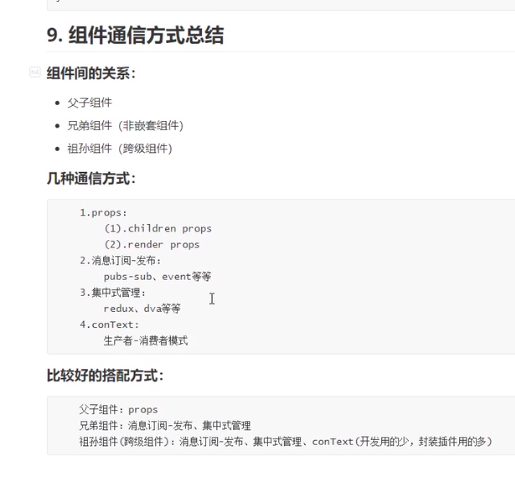 9. 组件通信方式总结
组件间的关系：
父子组件
兄弟组件（非嵌套组件）
祖孙组件（跨级组件）
几种通信方式：
1.props：
(1).children props
(2).render props
2.消息订阅-发布：
pubs-sub、event等等
3.集中式管理：
redux、dva等等
4.conText:
生产者-消费者模式
比较好的搭配方式：
父子组件：props
兄弟组件：消息订阅-发布、集中式管理
祖孙组件(跨级组件)：消息订阅-发布、集中式管理、conText(开发用的少，封装插件用的多)